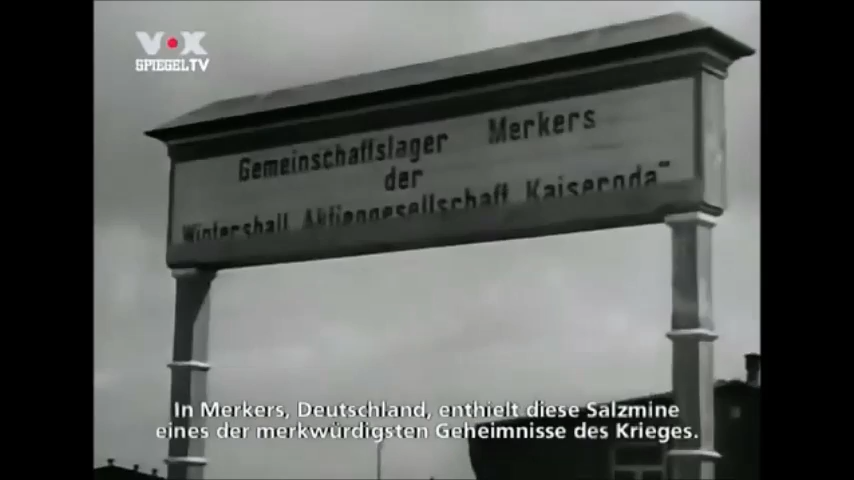 VOX
SPIEGEL TV
Gemeinschaftslager Merkers
der
Wintershall Aktiengesellschaft Kaiseroda"
In Merkers, Deutschland, enthielt diese Salzmine
eines der merkwürdigsten Geheimnisse des Krieges.